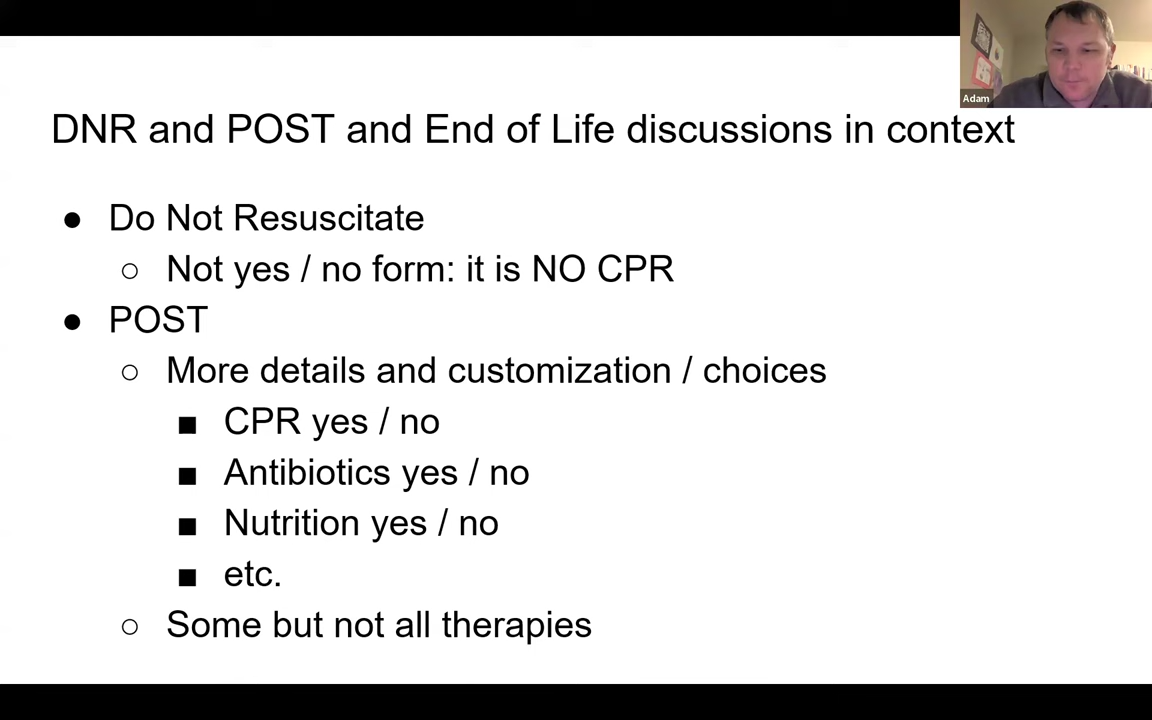 Adam
DNR and POST and End of Life discussions in context
● Do Not Resuscitate
○ Not yes / no form: it is NO CPR
● POST
○ More details and customization / choices
■ CPR yes / no
■ Antibiotics yes / no
■ Nutrition yes / no
■ etc.
○ Some but not all therapies